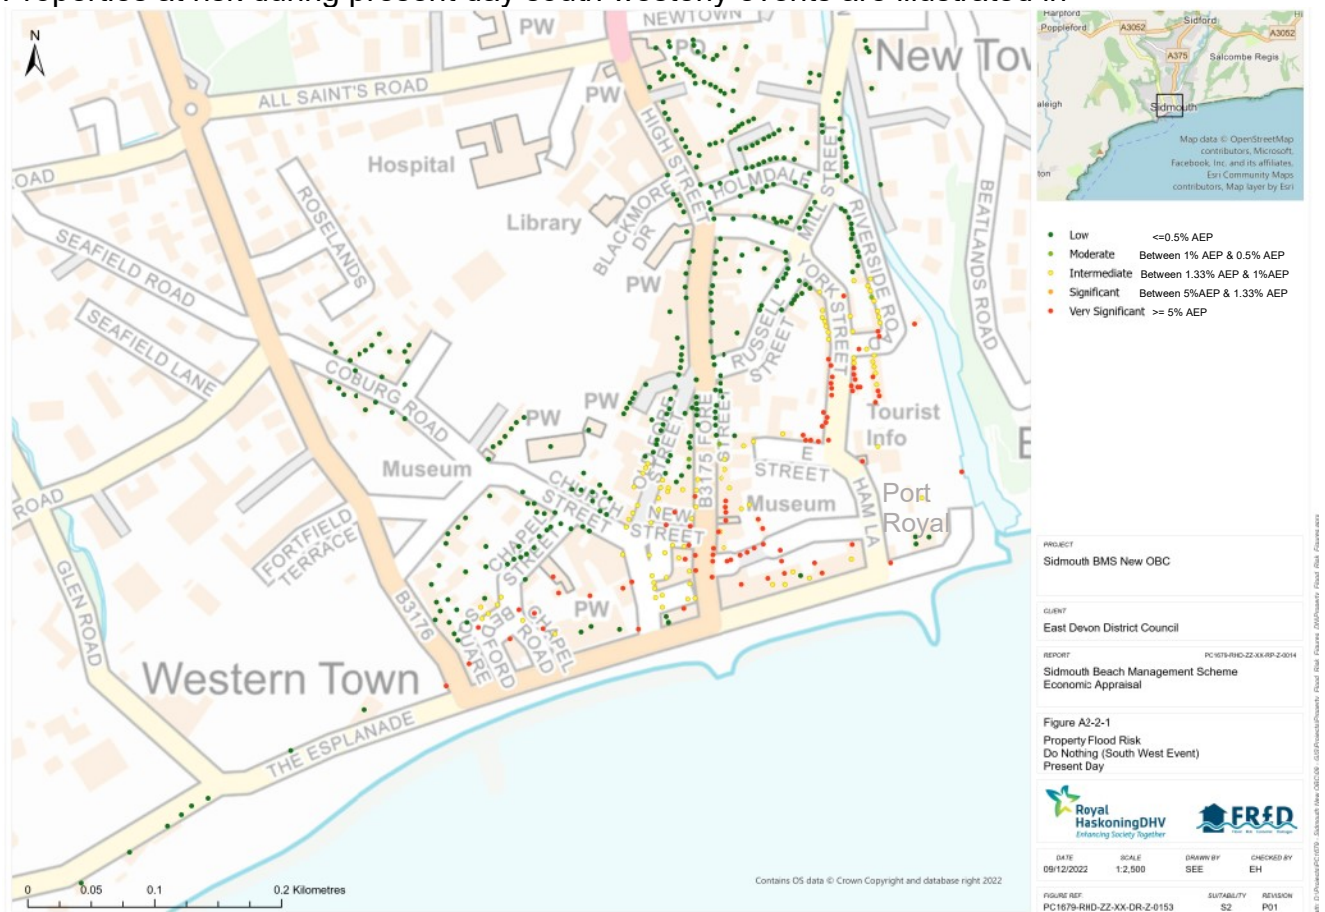 Properties at risk during present day south westerly events are illustrated in
N
NEWTOWN
PW
PO
New Tow
ALL SAINT'S ROAD
PW
HIGH STREET
Hospital
OAD
ROSELANDS
Library
BLACKMORE DR
HOLMDALE
MILL STREET
RIVERSIDE RO
BEATLANDS ROAD
SEAFIELD ROAD
PW
YORK STREET
SEAFIELD LANE
RUSSELL STREET
COBURG ROAD
PW
PW
B3175 FORE STREET
Tourist
Info
Museum
E
STREET
CHURCH STREET
NEW STREET
Museum
HAM LA
Port
Royal
ROAD
FORTFIELD TERRACE
CHAPEL STREET
GLEN ROAD
B3176
PW
BEDFORD SQUARE
CHAPEL ROAD
Western Town
THE ESPLANADE
0 0.05 0.1 0.2 Kilometres
Contains OS data © Crown Copyright and database right 2022
Harpford
Poppleford
A3052
Sidford
A3052
A375
Salcombe Regis
aleigh
Sidmouth
ton
Map data © OpenStreetMap
contributors, Microsoft,
Facebook, Inc. and its affiliates,
Esri Community Maps
contributors, Map layer by Esri
Low <=0.5% AEP
Moderate Between 1% AEP & 0.5% AEP
Intermediate Between 1.33% AEP & 1%AEP
Significant Between 5%AEP & 1.33% AEP
Very Significant >= 5% AEP
PROJECT
Sidmouth BMS New OBC
CLIENT
East Devon District Council
REPORT PC1679-RHD-ZZ-XX-RP-Z-0014
Sidmouth Beach Management Scheme
Economic Appraisal
Figure A2-2-1
Property Flood Risk
Do Nothing (South West Event)
Present Day
Royal
HaskoningDHV
Enhancing Society Together
FRED
DATE SCALE DRAWN BY CHECKED BY
09/12/2022 1:2,500 SEE EH
FIGURE REF. SUITABILITY REVISION
PC1679-RHD-ZZ-XX-DR-Z-0153 S2 P01